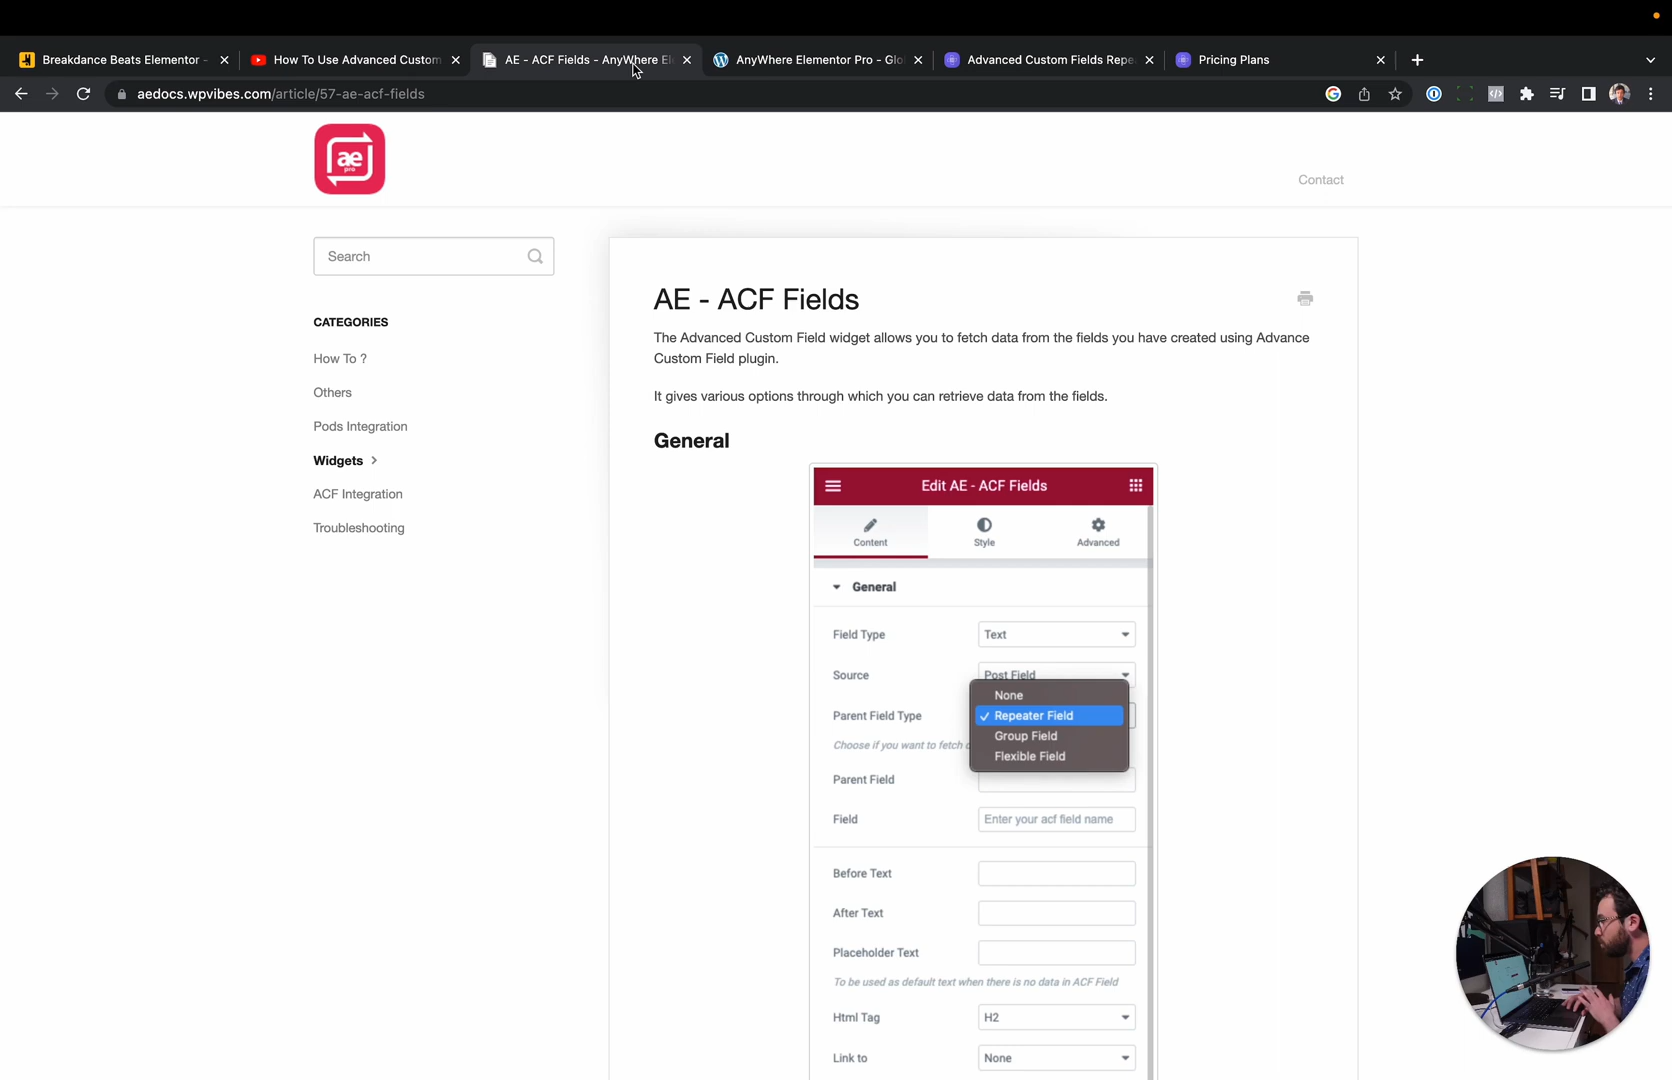 Breakdance Beats Elementor -
How To Use Advanced Custom
AE - ACF Fields - AnyWhere El
AnyWhere Elementor Pro - Glo
Advanced Custom Fields Repe
Pricing Plans
aedocs.wpvibes.com/article/57-ae-acf-fields
ae
pro
Contact
Search
CATEGORIES
How To ?
Others
Pods Integration
Widgets
ACF Integration
Troubleshooting
AE - ACF Fields
The Advanced Custom Field widget allows you to fetch data from the fields you have created using Advance
Custom Field plugin.
It gives various options through which you can retrieve data from the fields.
General
Edit AE - ACF Fields
Content
Style
Advanced
General
Field Type
Text
Source
Post Field
None
Parent Field Type
Repeater Field
Group Field
Choose if you want to fetch
Flexible Field
Parent Field
Field
Enter your acf field name
Before Text
After Text
Placeholder Text
To be used as default text when there is no data in ACF Field
Html Tag
H2
Link to
None